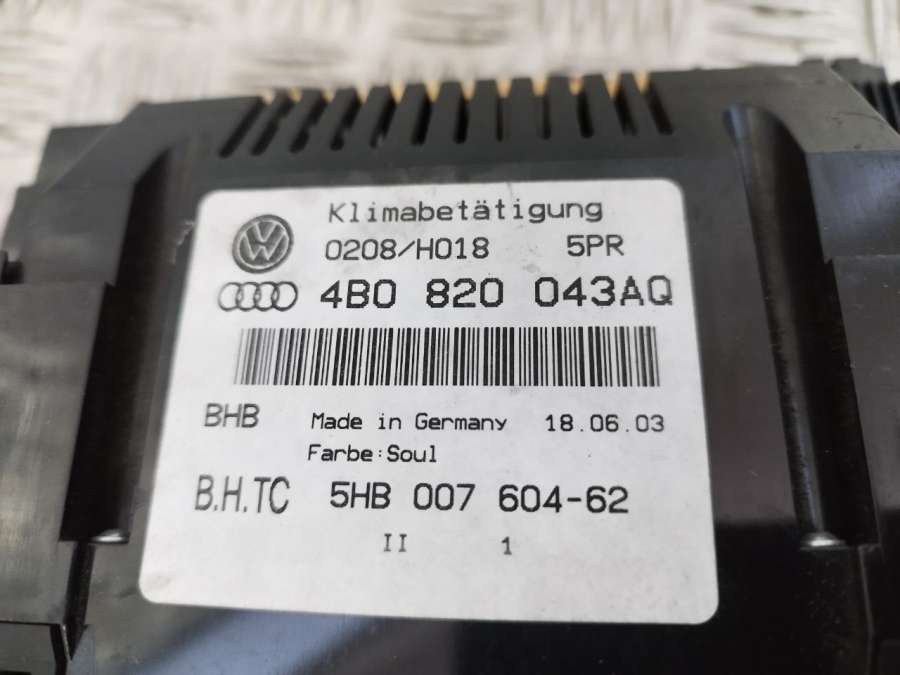 Klimabetätigung
0208/H018 5PR
4B0 820 043AQ
BHB Made in Germany 18.06.03
Farbe:Soul
B.H.TC 5HB 007 604-62
II 1